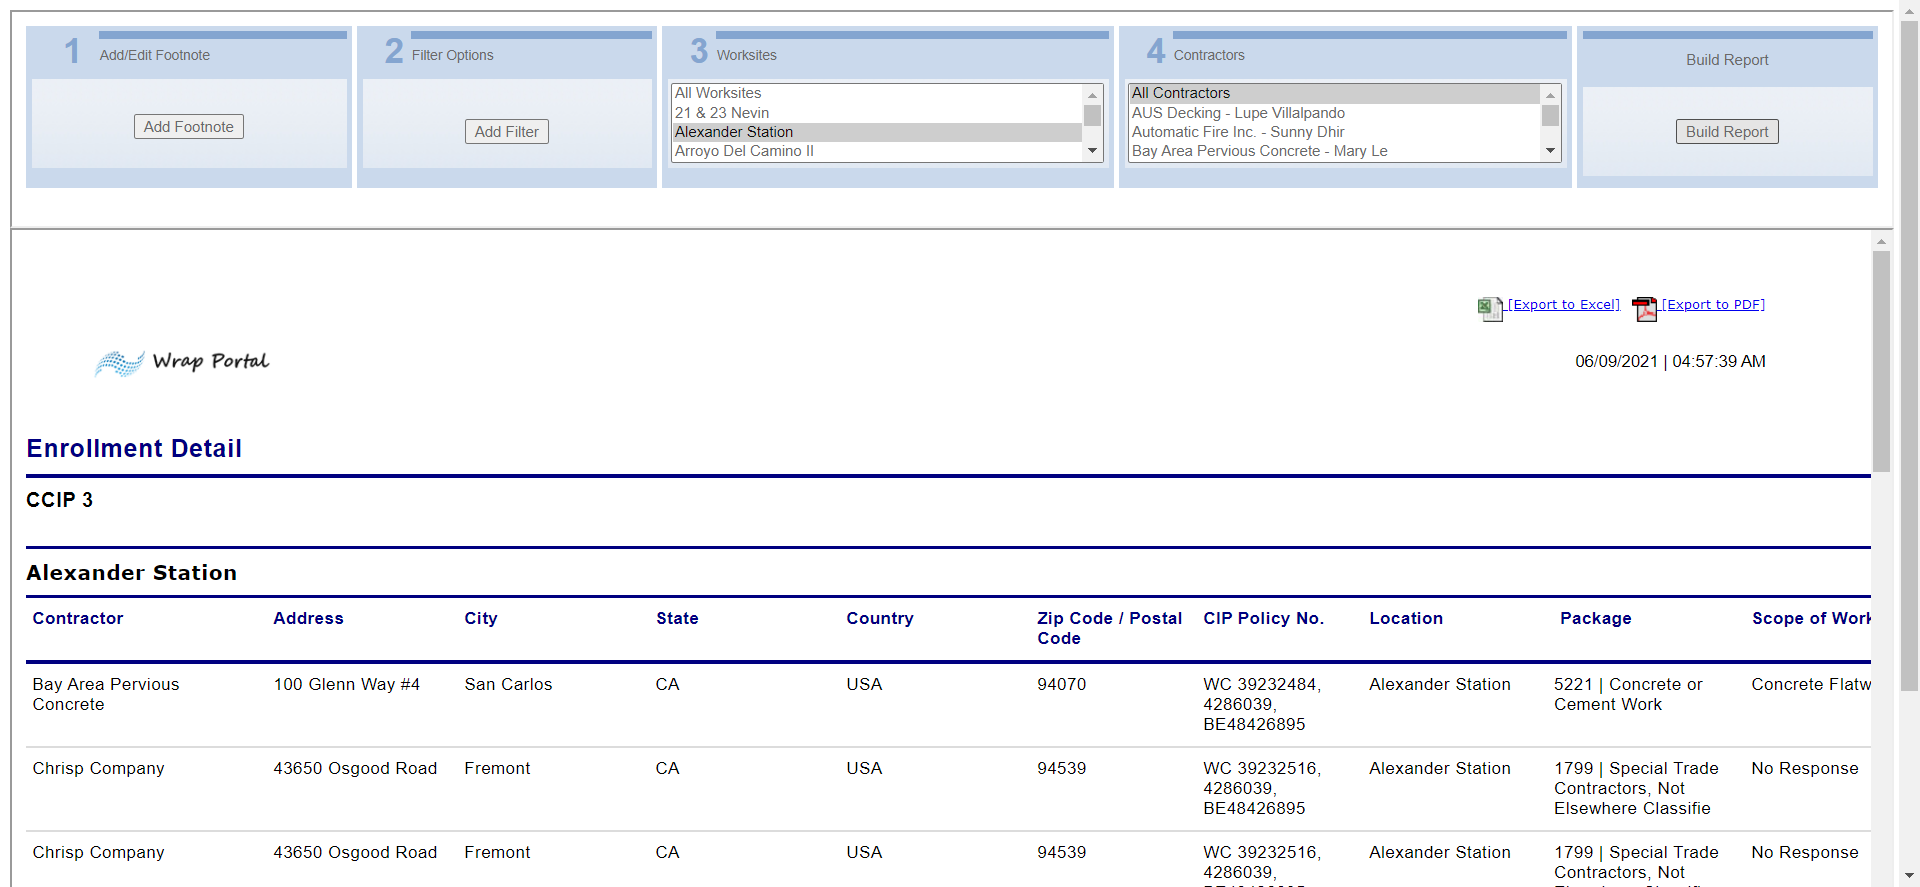 1 Add/Edit Footnote
Add Footnote
2 Filter Options
Add Filter
3 Worksites
All Worksites
21 & 23 Nevin
Alexander Station
Arroyo Del Camino II
4 Contractors
All Contractors
AUS Decking - Lupe Villalpando
Automatic Fire Inc. - Sunny Dhir
Bay Area Pervious Concrete - Mary Le
Build Report
Build Report
[Export to Excel] [Export to PDF]
Wrap Portal
06/09/2021 | 04:57:39 AM
Enrollment Detail
CCIP 3
Alexander Station
Contractor Address City State Country Zip Code / Postal CIP Policy No. Location Package Scope of Work
Code
Bay Area Pervious 100 Glenn Way #4 San Carlos CA USA 94070 WC 39232484, Alexander Station 5221 | Concrete or Concrete Flatw
Concrete 4286039, Cement Work
BE48426895
Chrisp Company 43650 Osgood Road Fremont CA USA 94539 WC 39232516, Alexander Station 1799 | Special Trade No Response
4286039, Contractors, Not
BE48426895 Elsewhere Classifie
Chrisp Company 43650 Osgood Road Fremont CA USA 94539 WC 39232516, Alexander Station 1799 | Special Trade No Response
4286039, Contractors, Not